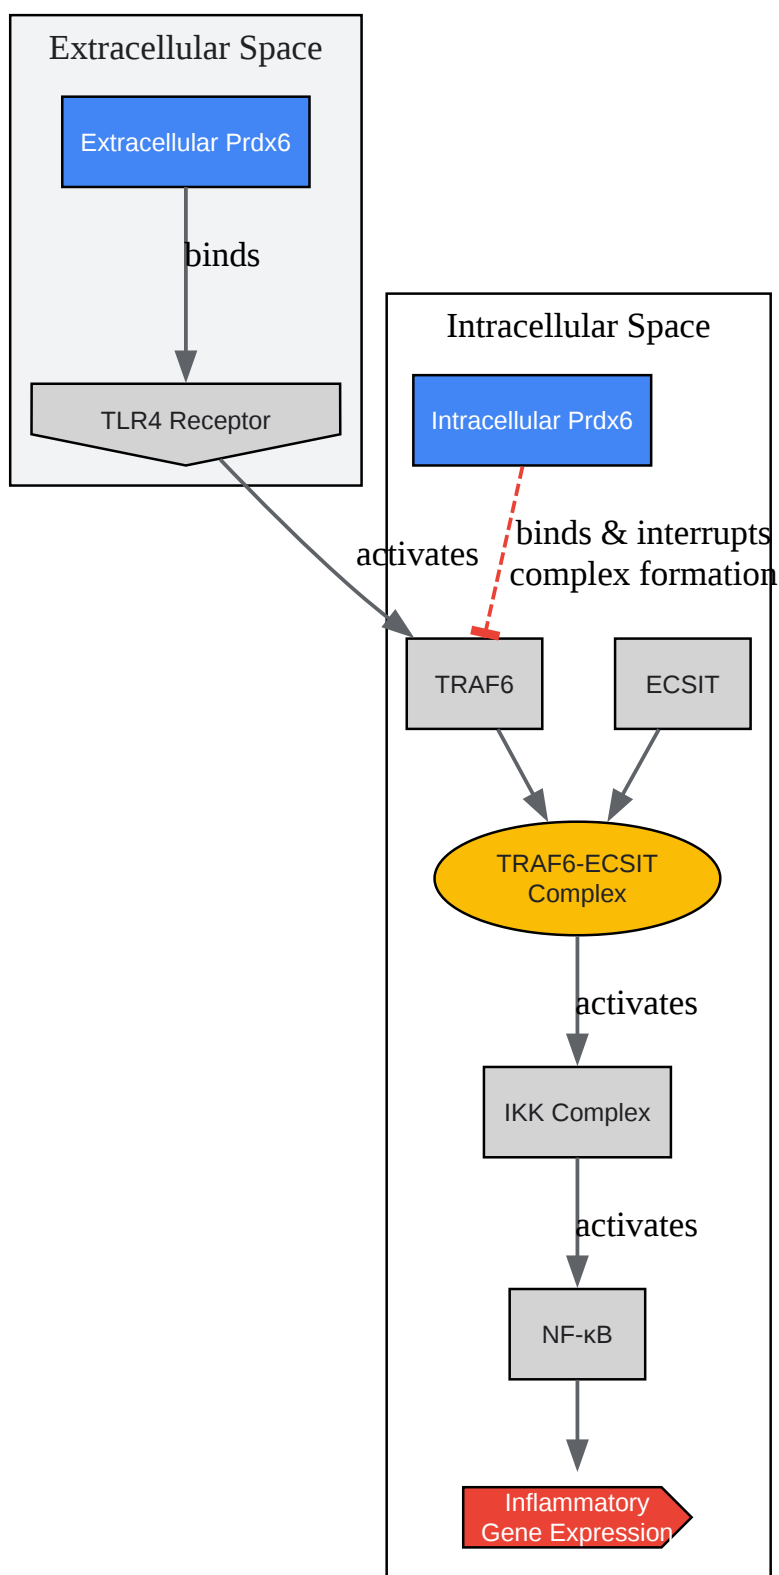 Extracellular Space
Extracellular Prdx6
binds
TLR4 Receptor
Intracellular Space
Intracellular Prdx6
activates
binds & interrupts
complex formation
TRAF6
ECSIT
TRAF6-ECSIT
Complex
activates
IKK Complex
activates
NF-κB
Inflammatory
Gene Expression